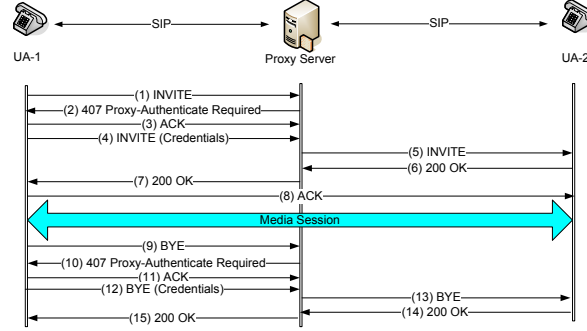 SIP
SIP
UA-1
Proxy Server
UA-2
(1) INVITE
(2) 407 Proxy-Authenticate Required
(3) ACK
(4) INVITE (Credentials)
(5) INVITE
(6) 200 OK
(7) 200 OK
(8) ACK
Media Session
(9) BYE
(10) 407 Proxy-Authenticate Required
(11) ACK
(12) BYE (Credentials)
(13) BYE
(14) 200 OK
(15) 200 OK